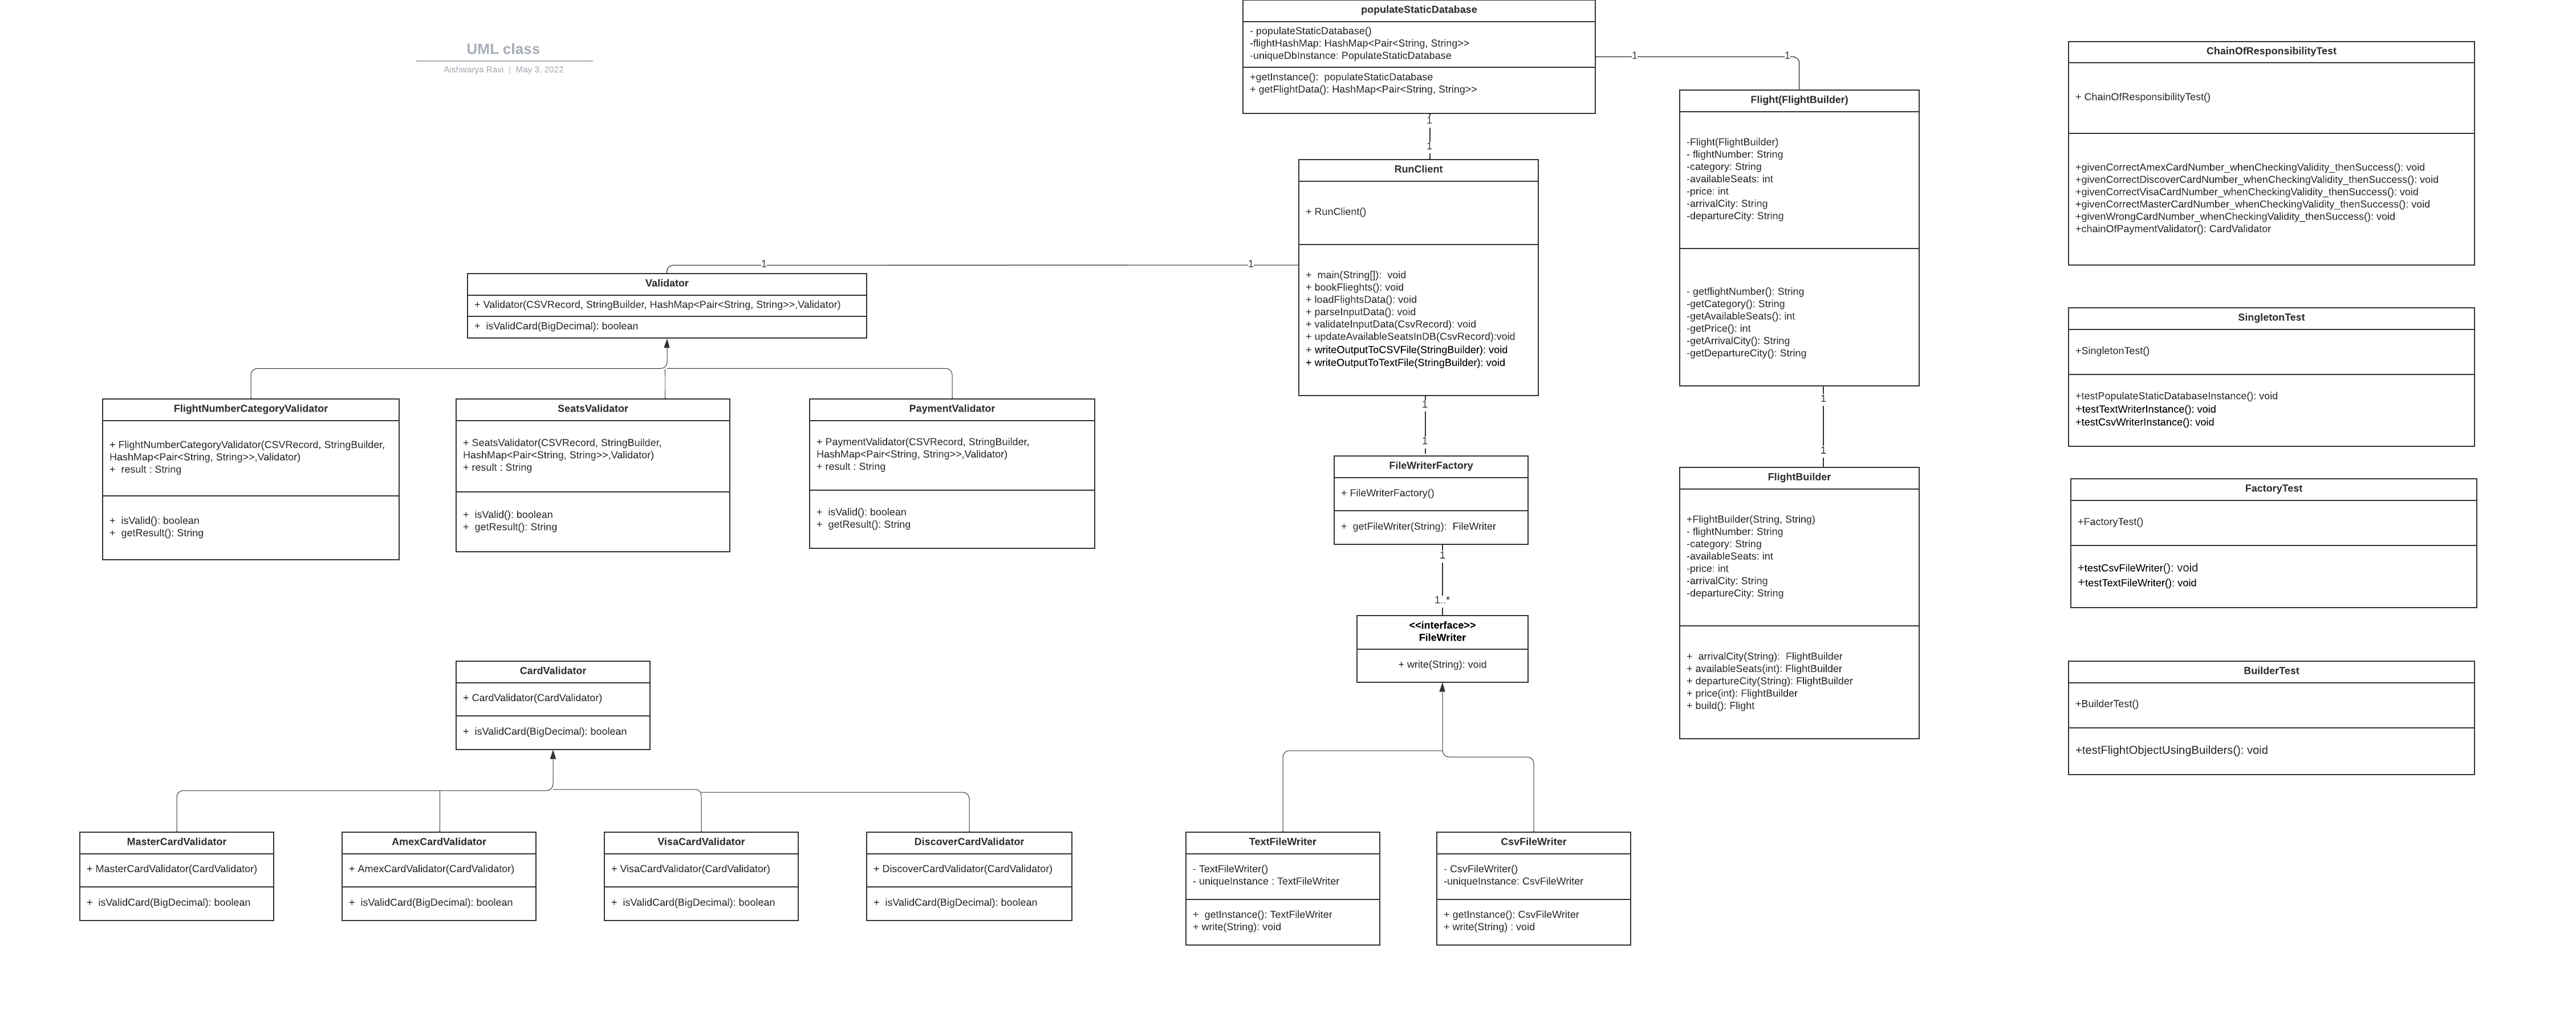 UML class
Aishwarya Ravi | May 3, 2022
populateStaticDatabase
- populateStaticDatabase()
-flightHashMap: HashMap<Pair<String, String>>
-uniqueDbInstance: PopulateStaticDatabase
+getInstance():  populateStaticDatabase
+ getFlightData(): HashMap<Pair<String, String>>
1
1
1
1
RunClient
+ RunClient()
+  main(String[]):  void
+ bookFlieghts(): void
+ loadFlightsData(): void
+ parseInputData(): void
+ validateInputData(CsvRecord): void
+ updateAvailableSeatsInDB(CsvRecord):void
+ writeOutputToCSVFile(StringBuilder): void
+ writeOutputToTextFile(StringBuilder): void
1
1
Validator
+ Validator(CSVRecord, StringBuilder, HashMap<Pair<String, String>>,Validator)
+  isValidCard(BigDecimal): boolean
FlightNumberCategoryValidator
+ FlightNumberCategoryValidator(CSVRecord, StringBuilder,
HashMap<Pair<String, String>>,Validator)
+  result : String
+  isValid(): boolean
+  getResult(): String
SeatsValidator
+ SeatsValidator(CSVRecord, StringBuilder,
HashMap<Pair<String, String>>,Validator)
+ result : String
+  isValid(): boolean
+  getResult(): String
PaymentValidator
+ PaymentValidator(CSVRecord, StringBuilder,
HashMap<Pair<String, String>>,Validator)
+ result : String
+  isValid(): boolean
+  getResult(): String
CardValidator
+ CardValidator(CardValidator)
+  isValidCard(BigDecimal): boolean
MasterCardValidator
+ MasterCardValidator(CardValidator)
+  isValidCard(BigDecimal): boolean
AmexCardValidator
+ AmexCardValidator(CardValidator)
+  isValidCard(BigDecimal): boolean
VisaCardValidator
+ VisaCardValidator(CardValidator)
+  isValidCard(BigDecimal): boolean
DiscoverCardValidator
+ DiscoverCardValidator(CardValidator)
+  isValidCard(BigDecimal): boolean
1
1
FileWriterFactory
+ FileWriterFactory()
+  getFileWriter(String):  FileWriter
1
1..*
<<interface>>
FileWriter
+ write(String): void
TextFileWriter
- TextFileWriter()
- uniqueInstance : TextFileWriter
+  getInstance(): TextFileWriter
+ write(String): void
CsvFileWriter
- CsvFileWriter()
-uniqueInstance: CsvFileWriter
+ getInstance(): CsvFileWriter
+ write(String) : void
Flight(FlightBuilder)
-Flight(FlightBuilder)
- flightNumber: String
-category: String
-availableSeats: int
-price: int
-arrivalCity: String
-departureCity: String
- getflightNumber(): String
-getCategory(): String
-getAvailableSeats(): int
-getPrice(): int
-getArrivalCity(): String
-getDepartureCity(): String
1
1
FlightBuilder
+FlightBuilder(String, String)
- flightNumber: String
-category: String
-availableSeats: int
-price: int
-arrivalCity: String
-departureCity: String
+  arrivalCity(String):  FlightBuilder
+ availableSeats(int): FlightBuilder
+ departureCity(String): FlightBuilder
+ price(int): FlightBuilder
+ build(): Flight
ChainOfResponsibilityTest
+ ChainOfResponsibilityTest()
+givenCorrectAmexCardNumber_whenCheckingValidity_thenSuccess(): void
+givenCorrectDiscoverCardNumber_whenCheckingValidity_thenSuccess(): void
+givenCorrectVisaCardNumber_whenCheckingValidity_thenSuccess(): void
+givenCorrectMasterCardNumber_whenCheckingValidity_thenSuccess(): void
+givenWrongCardNumber_whenCheckingValidity_thenSuccess(): void
+chainOfPaymentValidator(): CardValidator
SingletonTest
+SingletonTest()
+testPopulateStaticDatabaseInstance(): void
+testTextWriterInstance(): void
+testCsvWriterInstance(): void
FactoryTest
+FactoryTest()
+testCsvFileWriter(): void
+testTextFileWriter(): void
BuilderTest
+BuilderTest()
+testFlightObjectUsingBuilders(): void